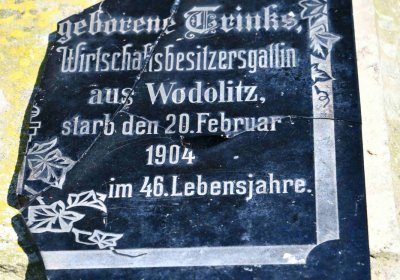 geborene Trinks,
Wirtschaftsbesitzersgattin
aus Wodolitz,
starb den 20. Februar
1904
im 46. Lebensjahre.